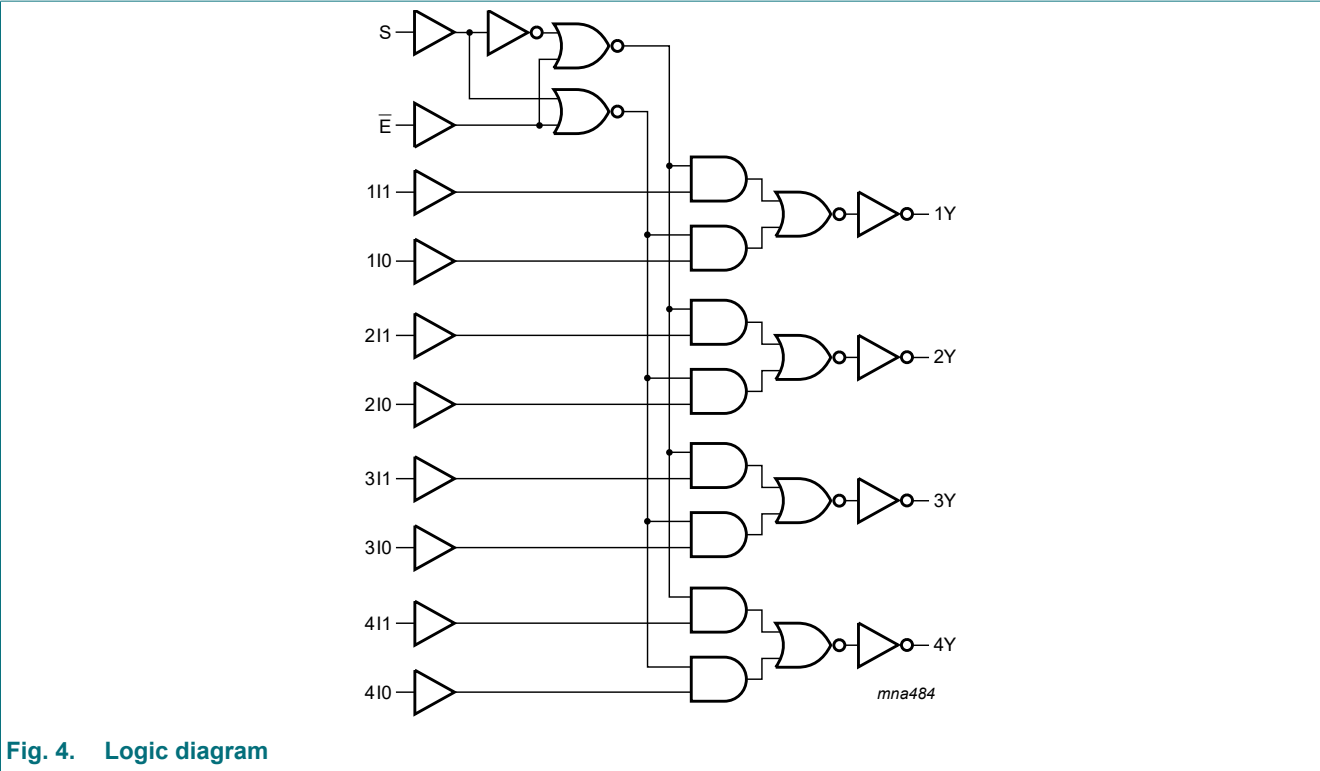 S
E̅
1I1
1I0
1Y
2I1
2I0
2Y
3I1
3I0
3Y
4I1
4I0
4Y
mna484
Fig. 4. Logic diagram